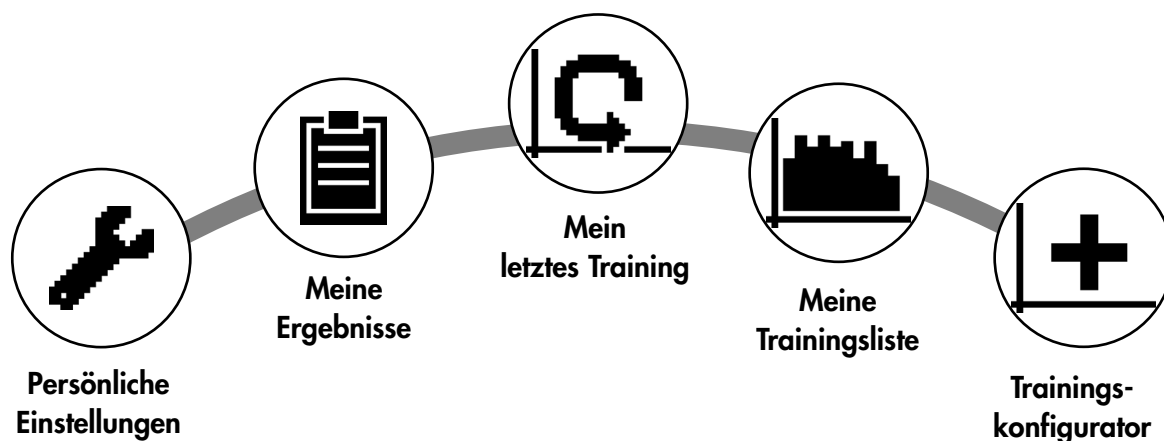 Persönliche
Einstellungen
Meine
Ergebnisse
Mein
letztes Training
Meine
Trainingsliste
Trainings-
konfigurator